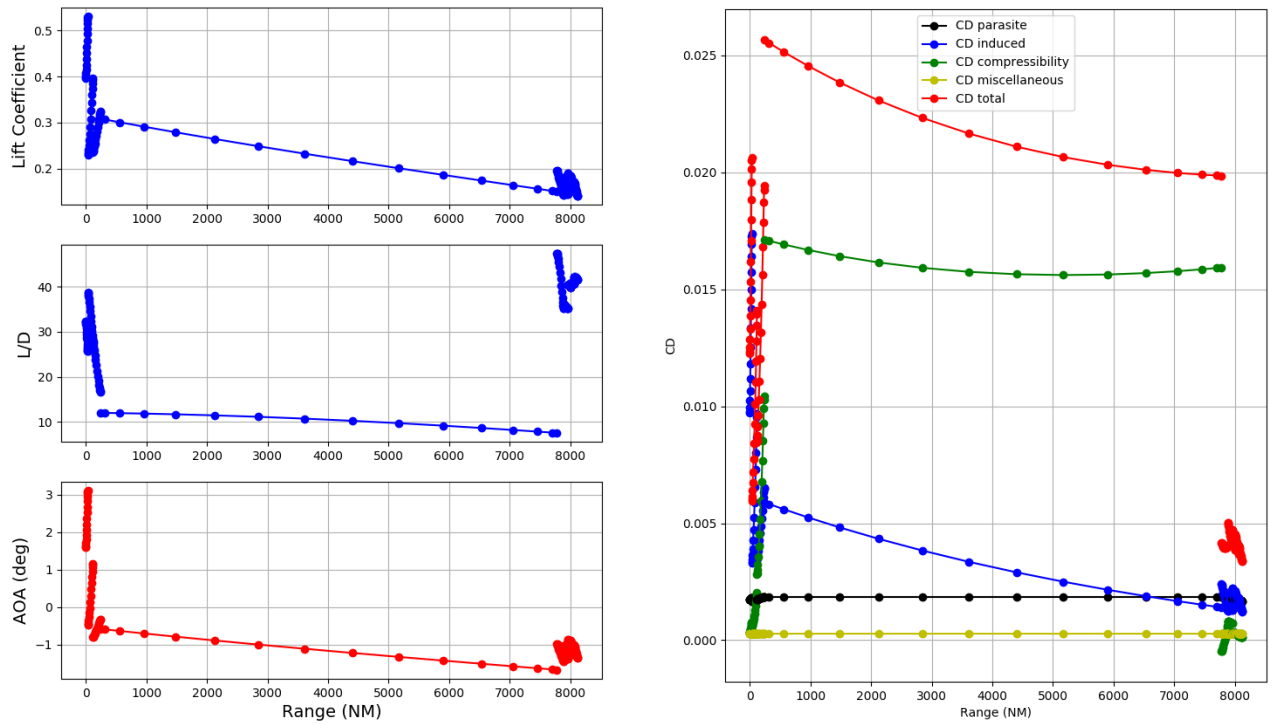 Lift Coefficient
0.5
0.4
0.3
0.2
0 1000 2000 3000 4000 5000 6000 7000 8000
L/D
40
30
20
10
0 1000 2000 3000 4000 5000 6000 7000 8000
AOA (deg)
3
2
1
0
−1
0 1000 2000 3000 4000 5000 6000 7000 8000
Range (NM)
CD parasite
CD induced
CD compressibility
CD miscellaneous
CD total
CD
0.025
0.020
0.015
0.010
0.005
0.000
0 1000 2000 3000 4000 5000 6000 7000 8000
Range (NM)